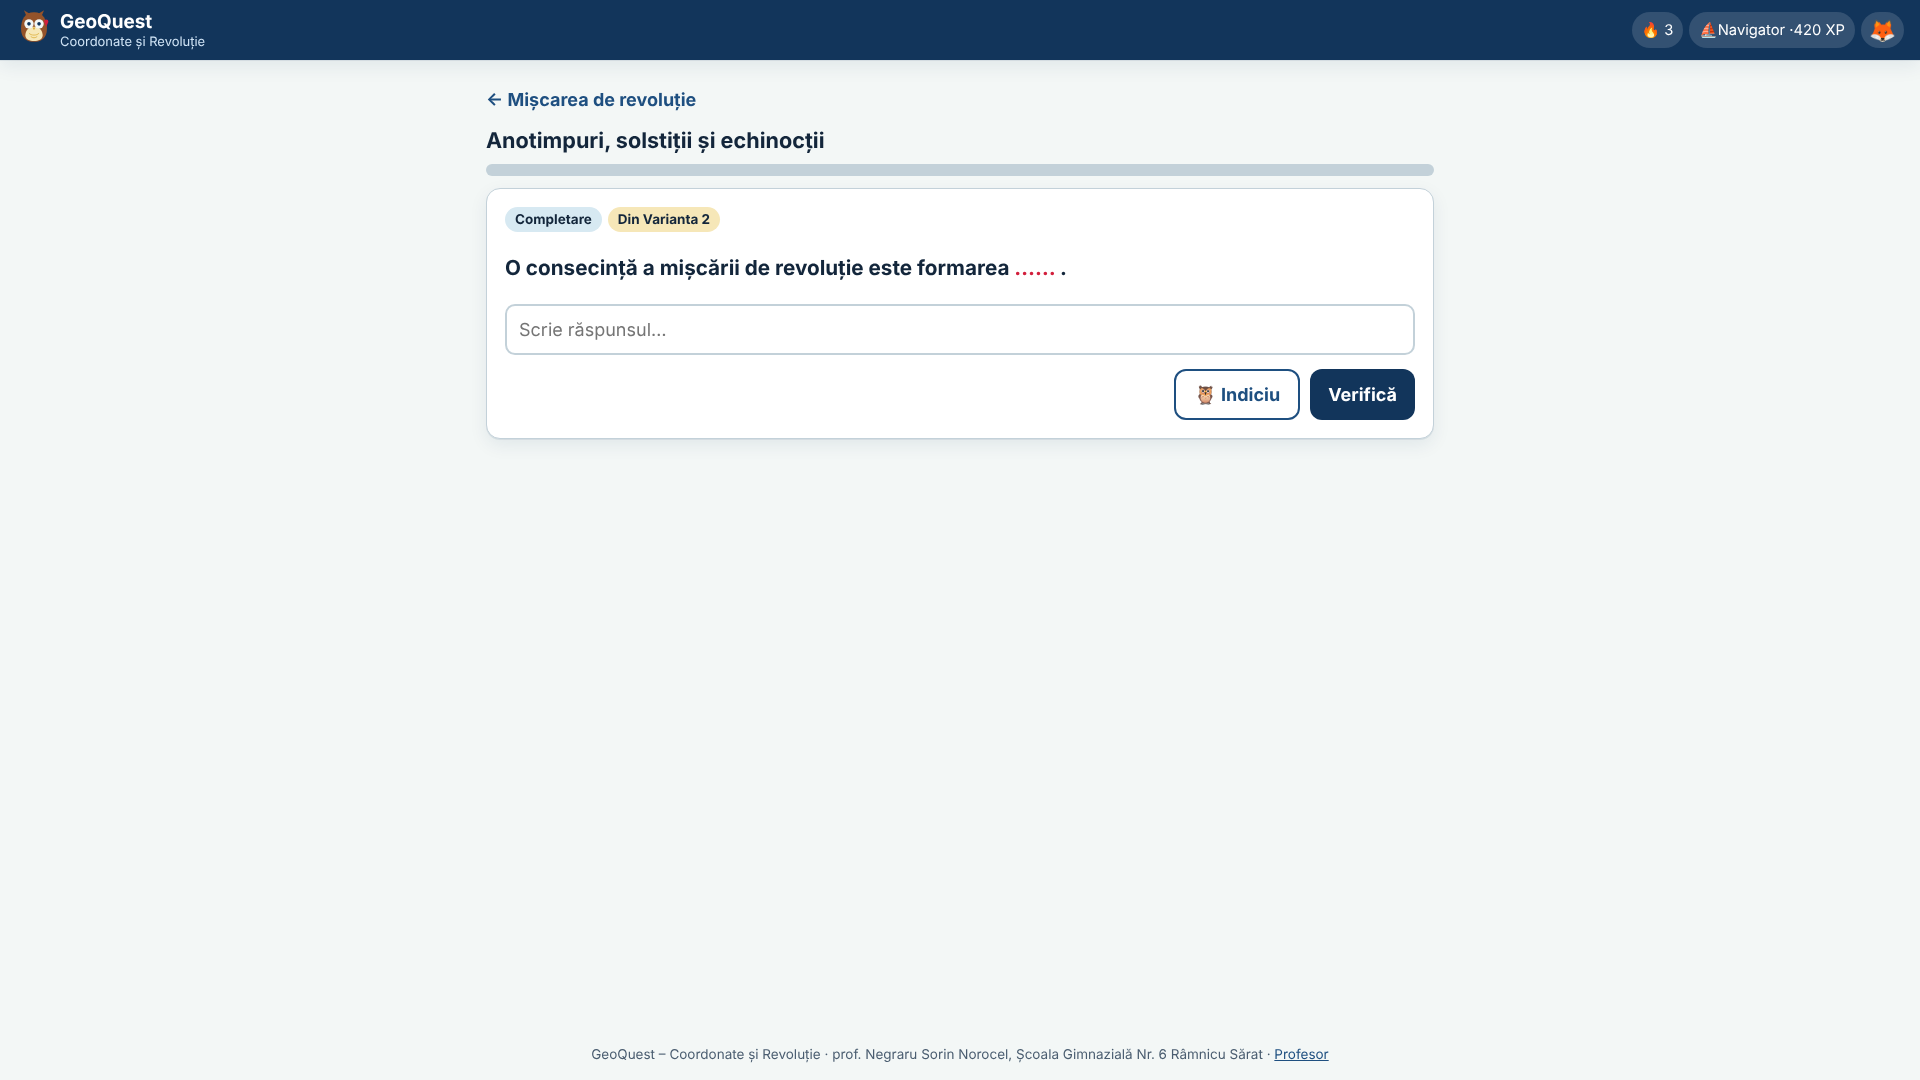 GeoQuest
Coordonate și Revoluție
🔥 3
⛵Navigator ·420 XP
← Mișcarea de revoluție
Anotimpuri, solstiții și echinocții
Completare
Din Varianta 2
O consecință a mișcării de revoluție este formarea ...... .
Scrie răspunsul...
Indiciu
Verifică
GeoQuest – Coordonate și Revoluție · prof. Negraru Sorin Norocel, Școala Gimnazială Nr. 6 Râmnicu Sărat · Profesor